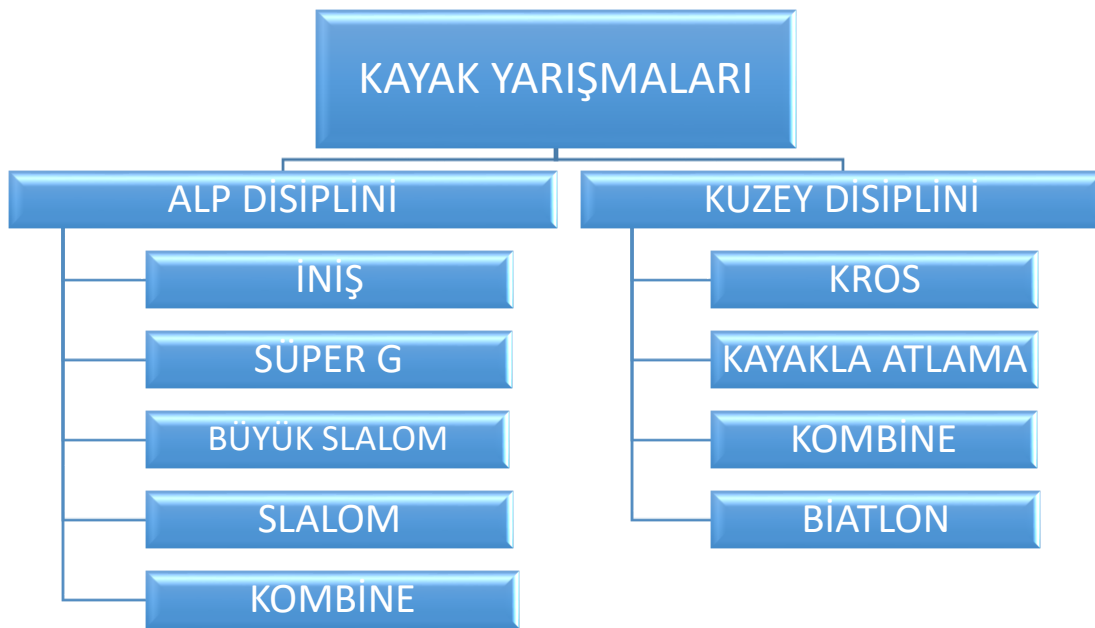 KAYAK YARIŞMALARI
ALP DİSİPLİNİ
İNİŞ
SÜPER G
BÜYÜK SLALOM
SLALOM
KOMBİNE
KUZEY DİSİPLİNİ
KROS
KAYAKLA ATLAMA
KOMBİNE
BİATLON